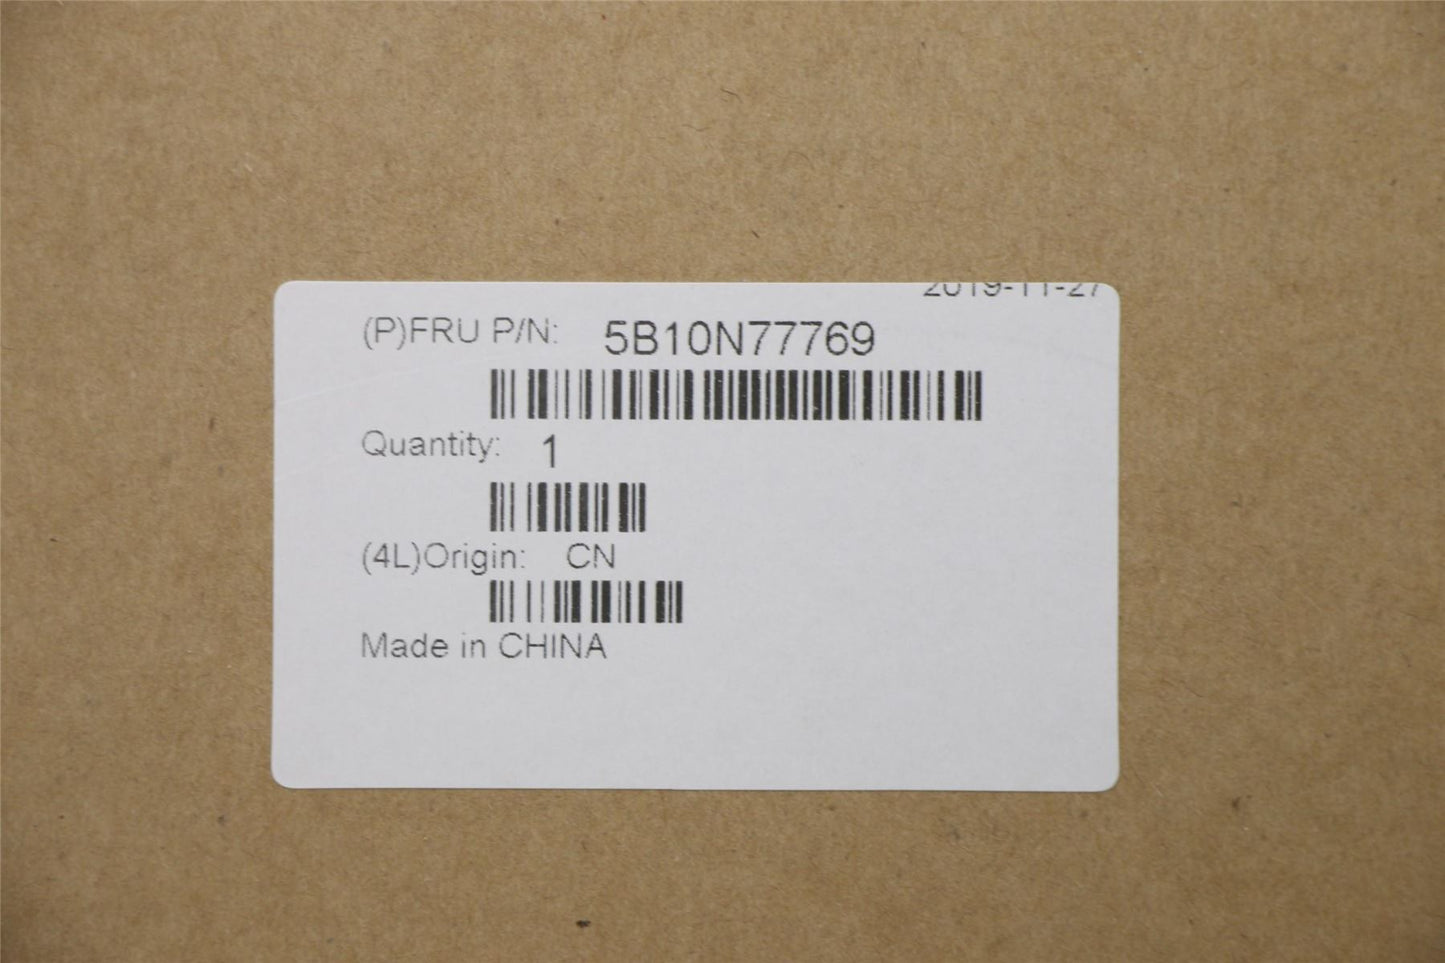 2019-11-27
(P)FRU P/N: 5B10N77769
Quantity: 1
(4L)Origin: CN
Made in CHINA